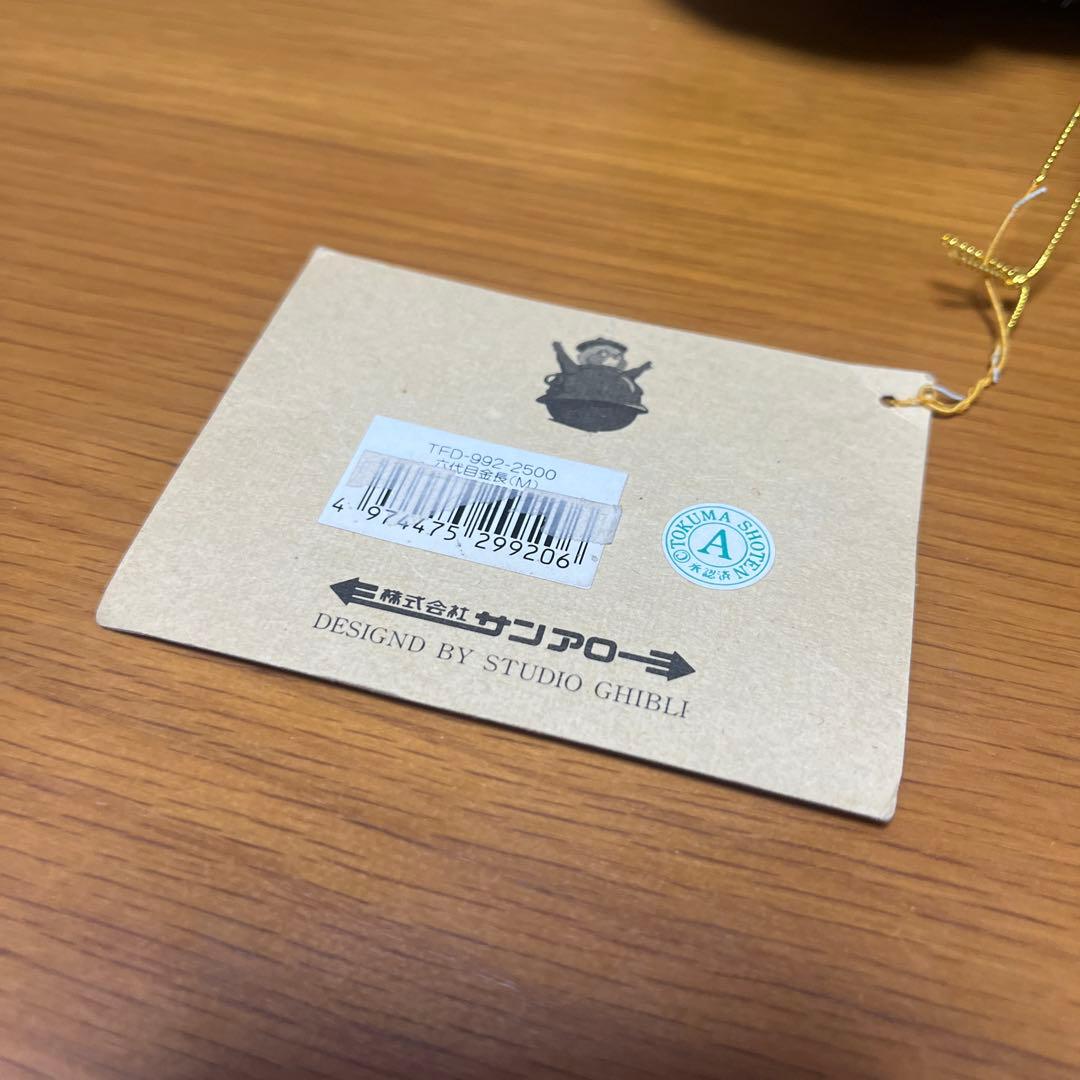 TFD-992-2500
六代目金長(M)
4 974475 299206
©TOKUMA SHOTEN
A
承認済
株式会社 サンアロー
DESIGND BY STUDIO GHIBLI